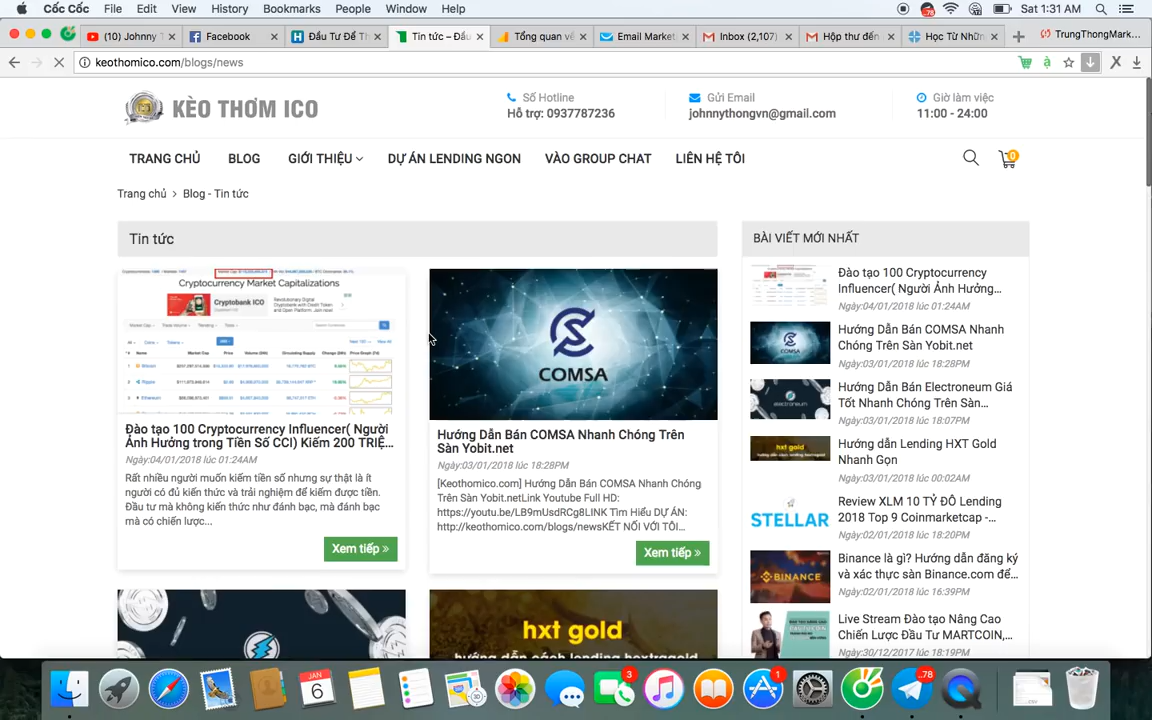 Cốc Cốc File Edit View History Bookmarks People Window Help
Sat 1:31 AM
(10) Johnny T
Facebook
Đầu Tư Để Th
Tin tức – Đầu
Tổng quan về
Email Market
Inbox (2,107)
Hộp thư đến
Học Từ Nhữn
TrungThongMark...
keothomico.com/blogs/news
KÈO THƠM ICO
Số Hotline
Hỗ trợ: 0937787236
Gửi Email
johnnythongvn@gmail.com
Giờ làm việc
11:00 - 24:00
TRANG CHỦ BLOG GIỚI THIỆU DỰ ÁN LENDING NGON VÀO GROUP CHAT LIÊN HỆ TÔI
0
Trang chủ > Blog - Tin tức
Tin tức
Cryptocurrency Market Capitalizations
Cryptobank ICO
Đào tạo 100 Cryptocurrency Influencer( Người
Ảnh Hưởng trong Tiền Số CCI) Kiếm 200 TRIỆ...
Ngày:04/01/2018 lúc 01:24AM
Rất nhiều người muốn kiếm tiền số nhưng sự thật là ít
người có đủ kiến thức và trải nghiệm để kiếm được tiền.
Đầu tư mà không kiến thức như đánh bạc, mà đánh bạc
mà có chiến lược...
Xem tiếp »
COMSA
Hướng Dẫn Bán COMSA Nhanh Chóng Trên
Sàn Yobit.net
Ngày:03/01/2018 lúc 18:28PM
[Keothomico.com] Hướng Dẫn Bán COMSA Nhanh Chóng
Trên Sàn Yobit.netLink Youtube Full HD:
https://youtu.be/LB9mUsdRCg8LINK Tìm Hiểu DỰ ÁN:
http://keothomico.com/blogs/newsKẾT NỐI VỚI TÔI...
Xem tiếp »
hxt gold
hướng dẫn cách lending hextragold
BÀI VIẾT MỚI NHẤT
Đào tạo 100 Cryptocurrency
Influencer( Người Ảnh Hưởng...
Ngày:04/01/2018 lúc 01:24AM
Hướng Dẫn Bán COMSA Nhanh
Chóng Trên Sàn Yobit.net
Ngày:03/01/2018 lúc 18:28PM
electroneum
Hướng Dẫn Bán Electroneum Giá
Tốt Nhanh Chóng Trên Sàn...
Ngày:03/01/2018 lúc 18:07PM
hxt gold
Hướng dẫn Lending HXT Gold
Nhanh Gọn
Ngày:03/01/2018 lúc 00:02AM
STELLAR
Review XLM 10 TỶ ĐÔ Lending
2018 Top 9 Coinmarketcap -...
Ngày:02/01/2018 lúc 18:20PM
BINANCE
Binance là gì? Hướng dẫn đăng ký
và xác thực sàn Binance.com để...
Ngày:02/01/2018 lúc 16:39PM
Live Stream Đào tạo Nâng Cao
Chiến Lược Đầu Tư MARTCOIN,...
Ngày:30/12/2017 lúc 18:19PM
JAN
6
3
1
78